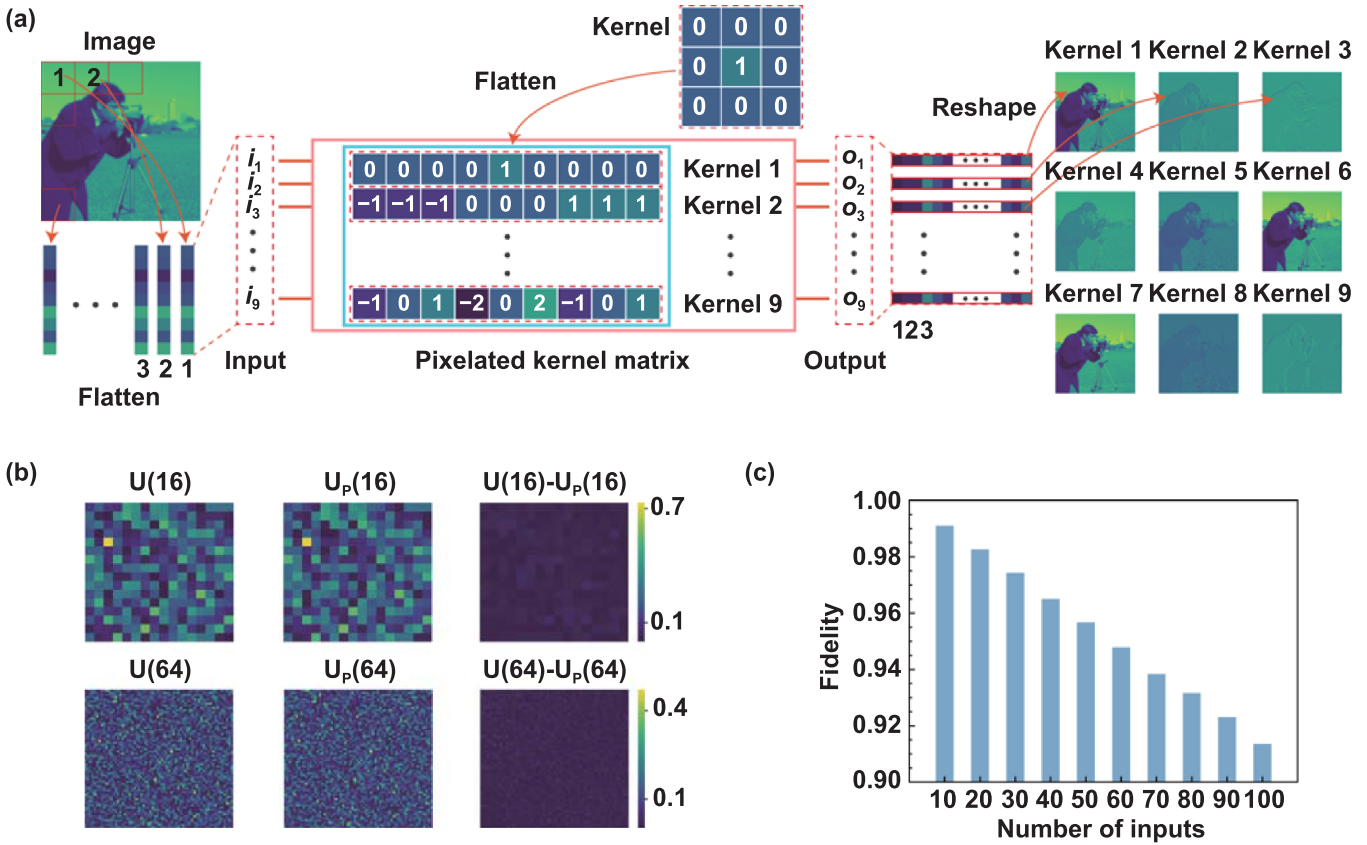 (a)
Image
1 2
Flatten
Kernel
0 0 0
0 1 0
0 0 0
Reshape
Kernel 1 Kernel 2 Kernel 3
Kernel 4 Kernel 5 Kernel 6
Kernel 7 Kernel 8 Kernel 9
i1
i2
i3
i9
0 0 0 0 1 0 0 0 0 Kernel 1
−1 −1 −1 0 0 0 1 1 1 Kernel 2
−1 0 1 −2 0 2 −1 0 1 Kernel 9
o1
o2
o3
o9
123
3 2 1
Flatten
Input
Pixelated kernel matrix
Output
(b)
U(16) UP(16) U(16)-UP(16)
0.7
0.1
U(64) UP(64) U(64)-UP(64)
0.4
0.1
(c)
Fidelity
1.00
0.98
0.96
0.94
0.92
0.90
10 20 30 40 50 60 70 80 90 100
Number of inputs